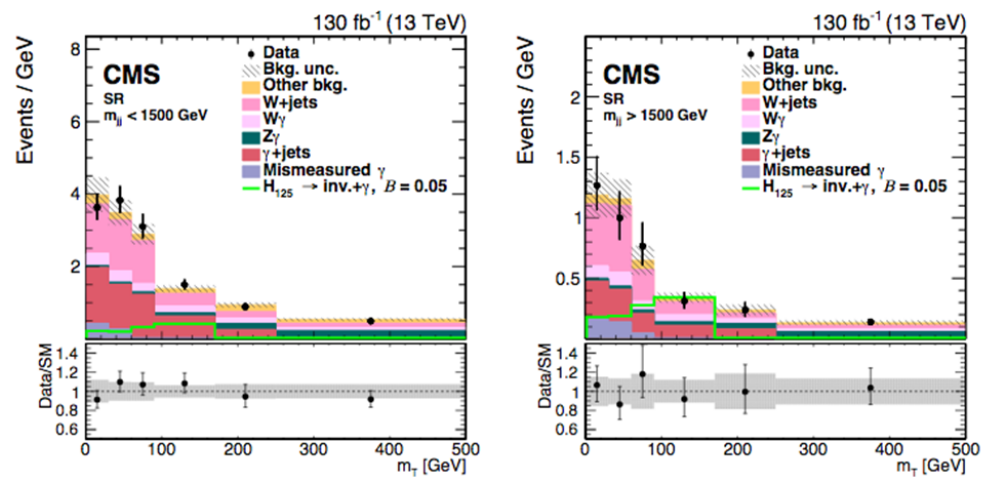 130 fb-1 (13 TeV)
Events / GeV
8
6
4
2
CMS
SR
mjj < 1500 GeV
Data
Bkg. unc.
Other bkg.
W+jets
Wγ
Zγ
γ+jets
Mismeasured γ
H125 → inv.+γ, B = 0.05
Data/SM
1.4
1.2
1
0.8
0.6
0 100 200 300 400 500
mT [GeV]
130 fb-1 (13 TeV)
Events / GeV
2
1.5
1
0.5
CMS
SR
mjj > 1500 GeV
Data
Bkg. unc.
Other bkg.
W+jets
Wγ
Zγ
γ+jets
Mismeasured γ
H125 → inv.+γ, B = 0.05
Data/SM
1.4
1.2
1
0.8
0.6
0 100 200 300 400 500
mT [GeV]